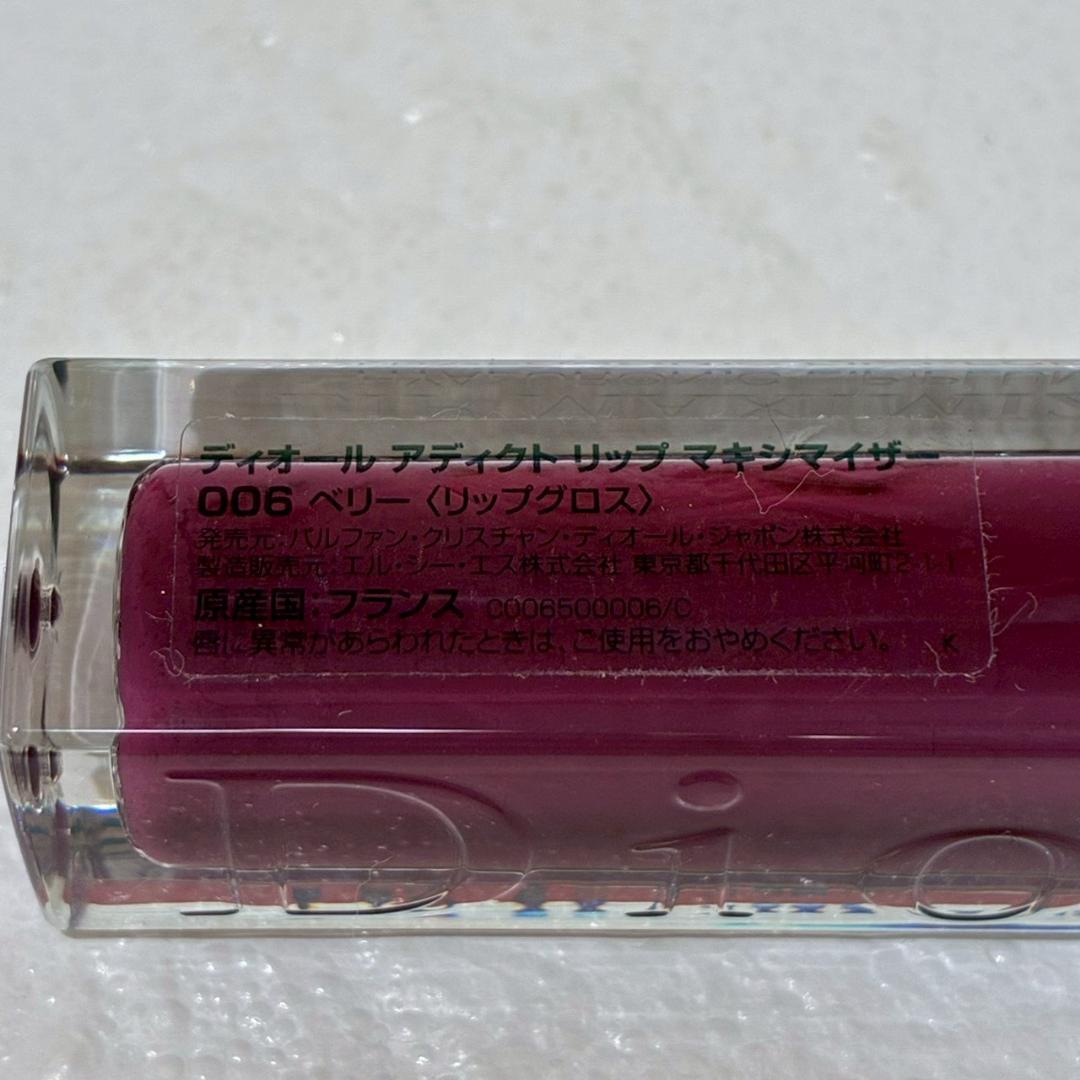 ディオール アディクト リップ マキシマイザー
006 ベリー〈リップグロス〉
発売元:パルファン・クリスチャン・ディオール・ジャポン株式会社
製造販売元:エル・シー・エス株式会社 東京都千代田区平河町2-1-1
原産国:フランス C006500006/C
唇に異常があらわれたときは、ご使用をおやめください。 K
Dio